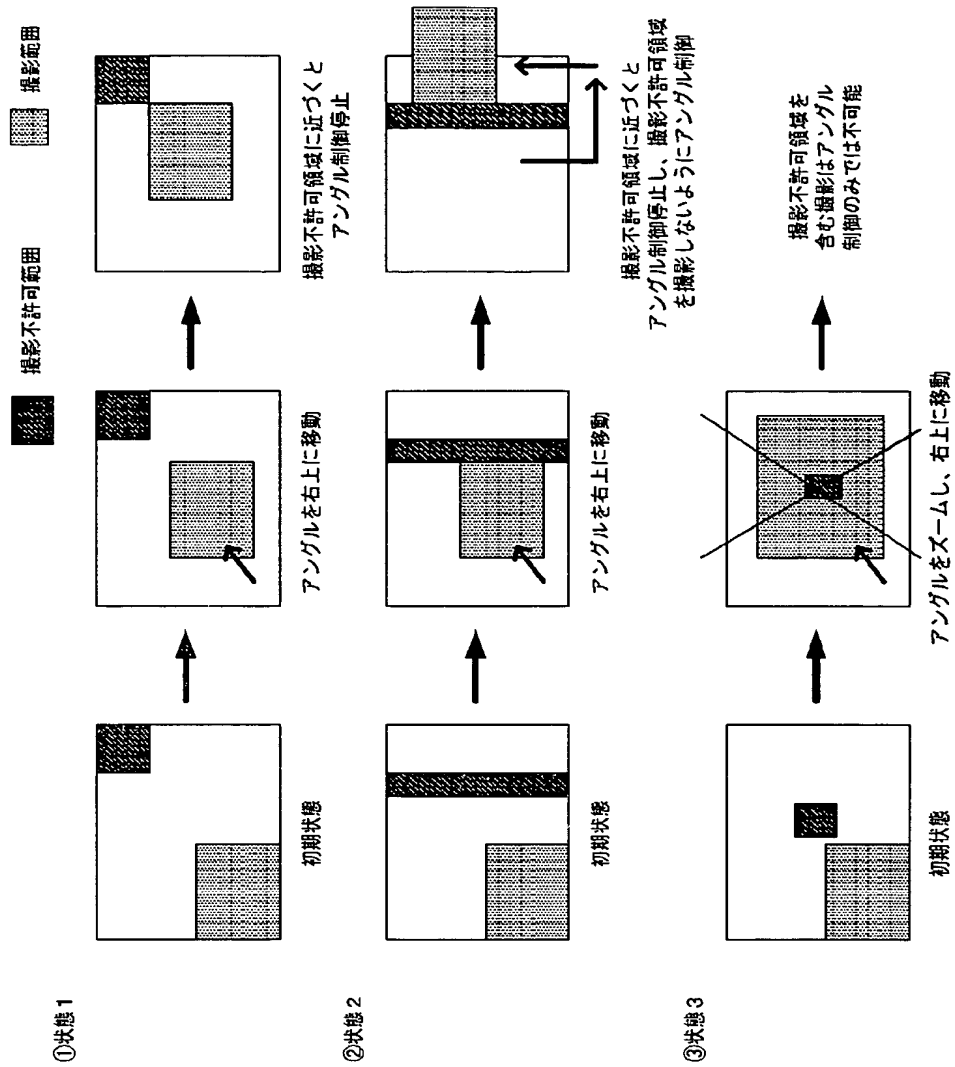 撮影不許可範囲
撮影範囲
①状態1
初期状態
アングルを右上に移動
撮影不許可領域に近づくと
アングル制御停止
②状態2
初期状態
アングルを右上に移動
撮影不許可領域に近づくと
アングル制御停止し、撮影不許可領域
を撮影しないようにアングル制御
③状態3
初期状態
アングルをズームし、右上に移動
撮影不許可領域を
含む撮影はアングル
制御のみでは不可能